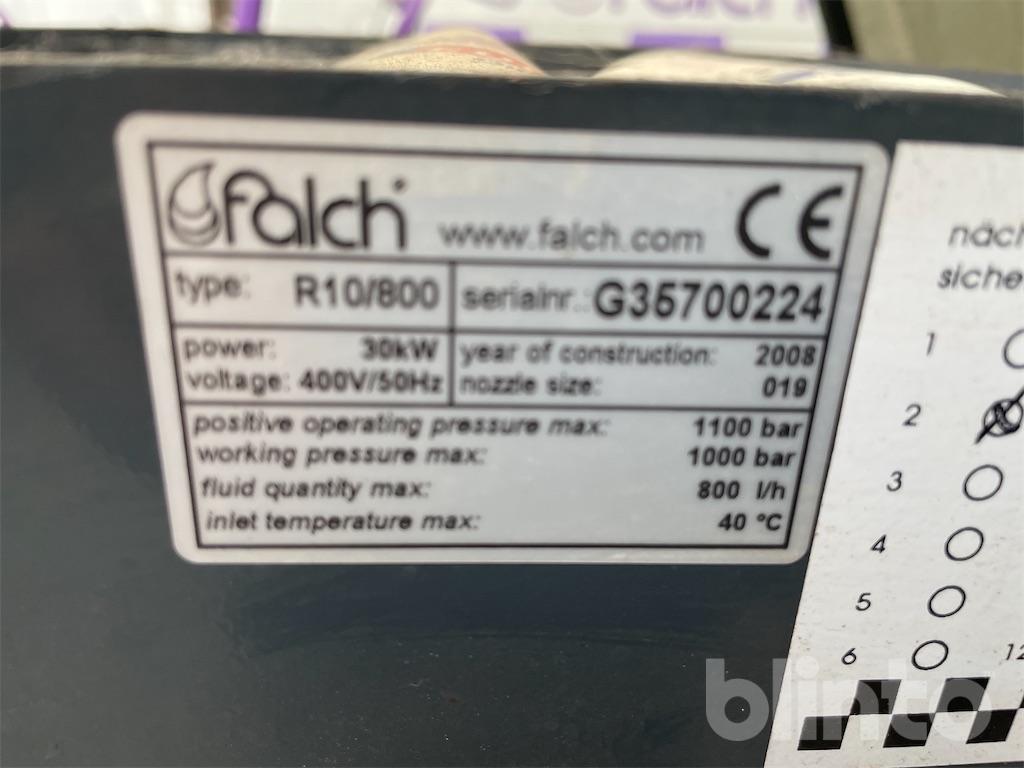 falch
falch® www.falch.com CE
type: R10/800 serialnr.: G35700224
power: 30kW
voltage: 400V/50Hz
year of construction: 2008
nozzle size: 019
positive operating pressure max: 1100 bar
working pressure max: 1000 bar
fluid quantity max: 800 l/h
inlet temperature max: 40 °C
näch
siche
1
2
3
4
5
6 12
blinto